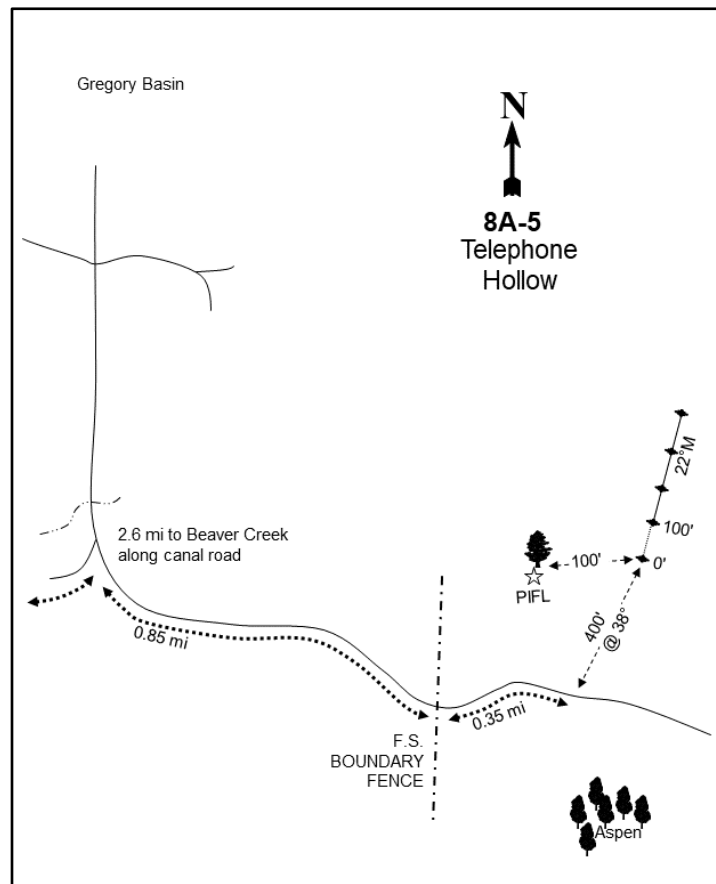 Gregory Basin
N
8A-5
Telephone
Hollow
22°M
2.6 mi to Beaver Creek
along canal road
100'
100'
0'
PIFL
400'
@ 38°
0.85 mi
0.35 mi
F.S.
BOUNDARY
FENCE
Aspen